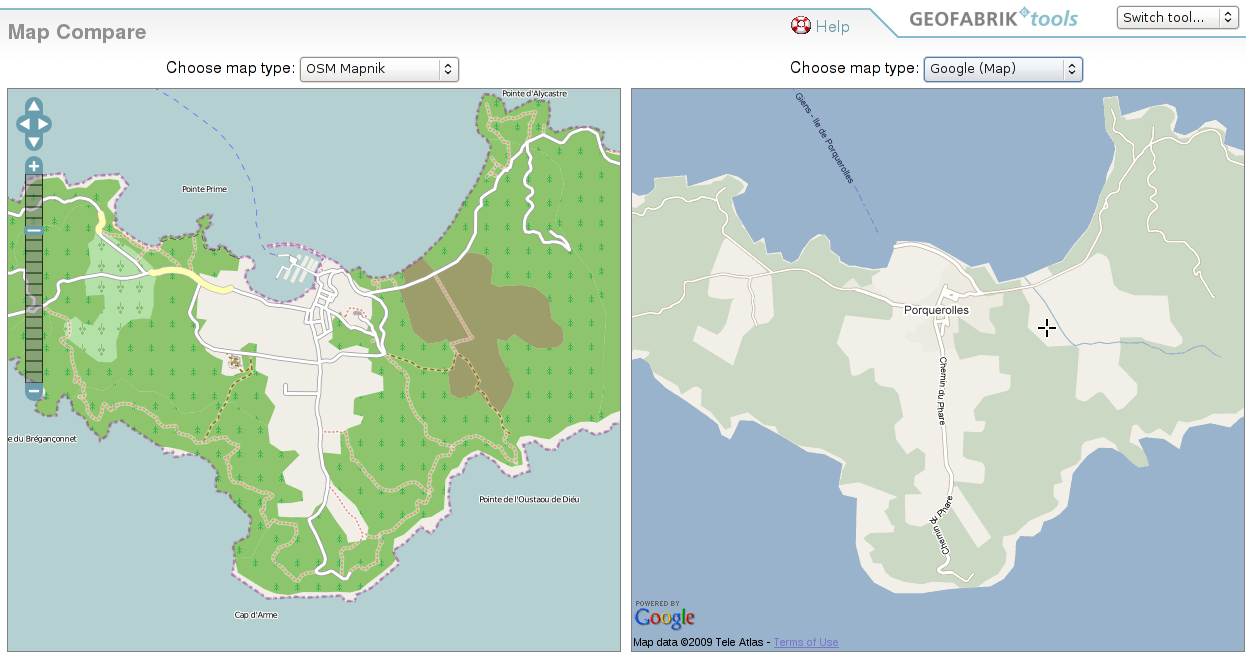 Map Compare
Help
GEOFABRIK tools
Switch tool...
Choose map type: OSM Mapnik
Choose map type: Google (Map)
Pointe d'Alycastre
Pointe Prime
e du Brégançonnet
Pointe de l'Oustaou de Diéu
Cap d'Arme
Giens - Ile de Porquerolles
Porquerolles
Chemin du Phare
Chemin du Phare
POWERED BY
Google
Map data ©2009 Tele Atlas - Terms of Use